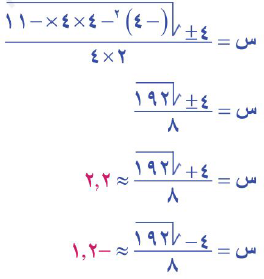 س = (٤ ± √((−٤)^٢ − ٤ × ٤ × −١١)) / (٢ × ٤)
س = (٤ ± √١٩٢) / ٨
س = (٤ + √١٩٢) / ٨ ≈ ٢,٢
س = (٤ − √١٩٢) / ٨ ≈ −١,٢